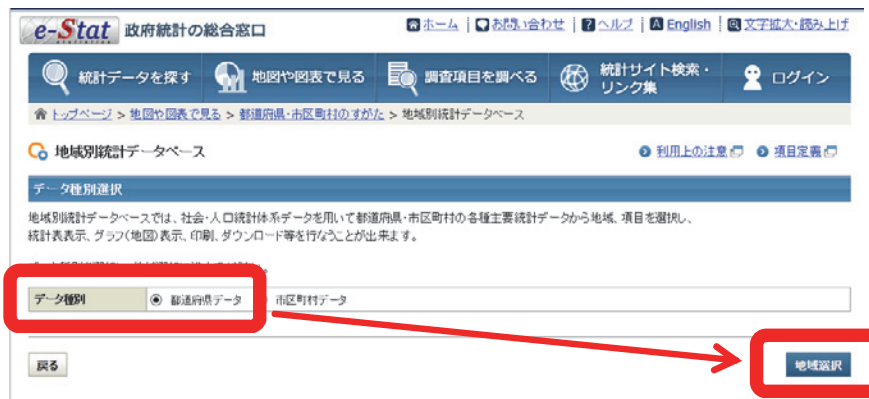 e-Stat 政府統計の総合窓口
ホーム | お問い合わせ | ヘルプ | English | 文字拡大・読み上げ
統計データを探す 地図や図表で見る 調査項目を調べる 統計サイト検索・リンク集 ログイン
トップページ > 地図や図表で見る > 都道府県・市区町村のすがた > 地域別統計データベース
地域別統計データベース 利用上の注意 項目定義
データ種別選択
地域別統計データベースでは、社会・人口統計体系データを用いて都道府県・市区町村の各種主要統計データから地域、項目を選択し、
統計表表示、グラフ(地図)表示、印刷、ダウンロード等を行なうことが出来ます。
データ種別 都道府県データ 市区町村データ
戻る 地域選択